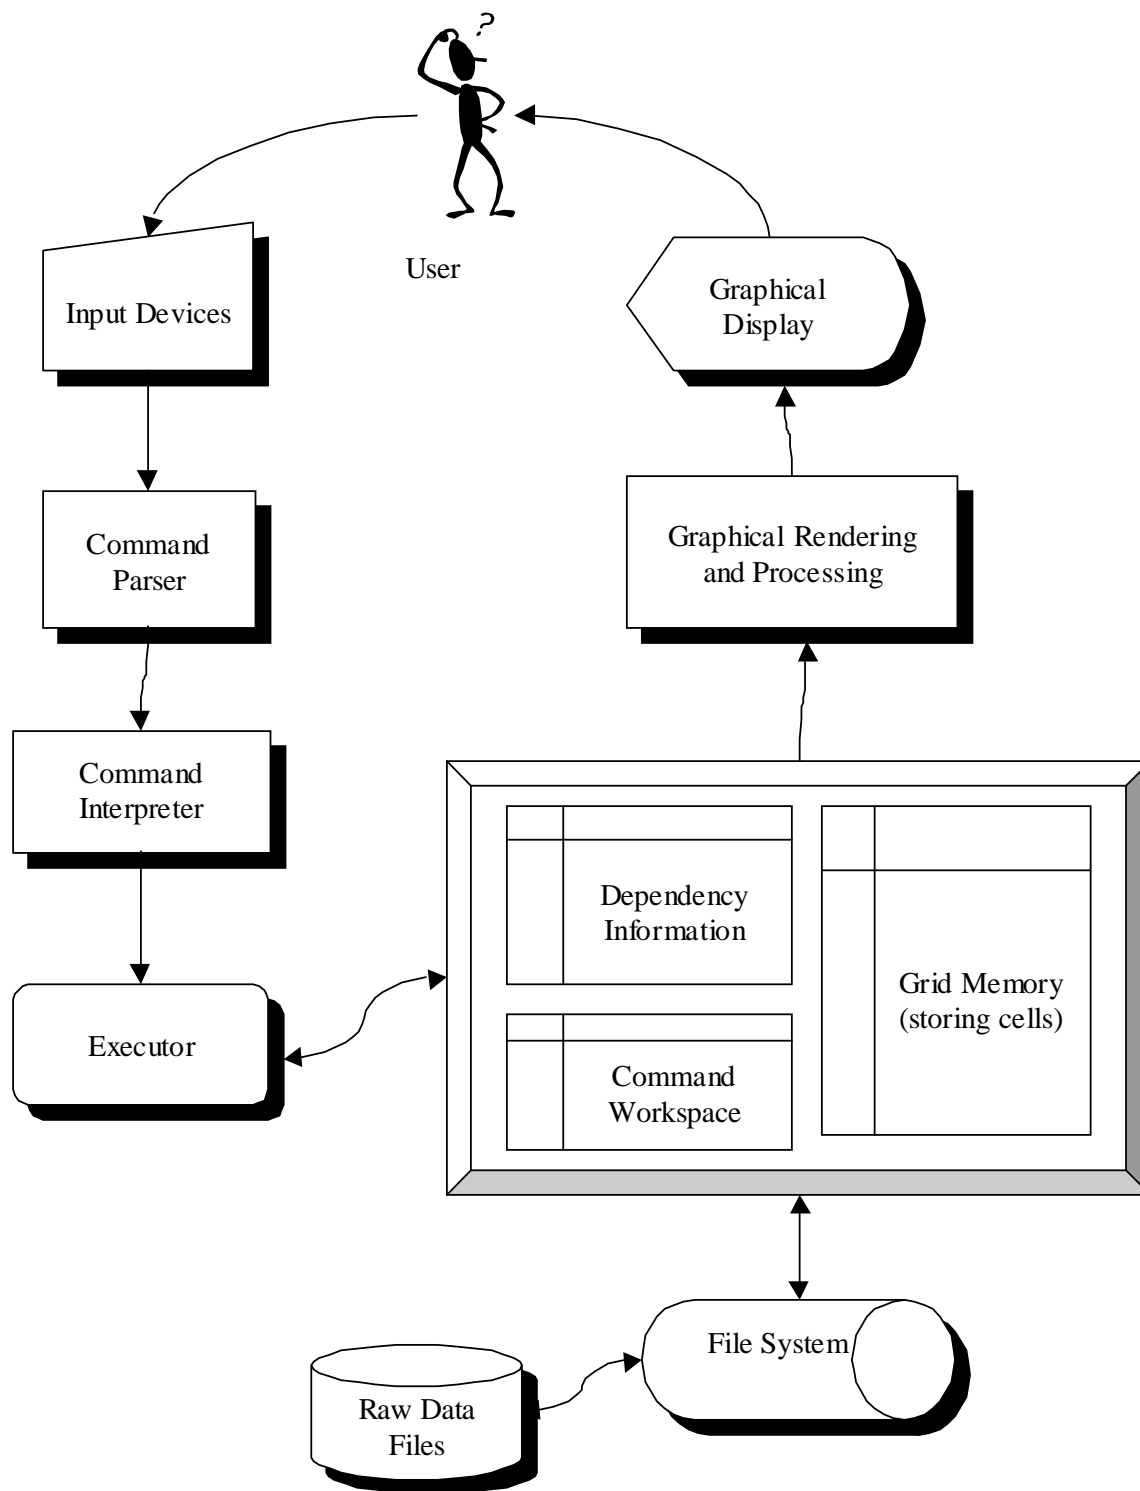 ?
User
Input Devices
Graphical
Display
Command
Parser
Graphical Rendering
and Processing
Command
Interpreter
Dependency
Information
Grid Memory
(storing cells)
Executor
Command
Workspace
File System
Raw Data
Files